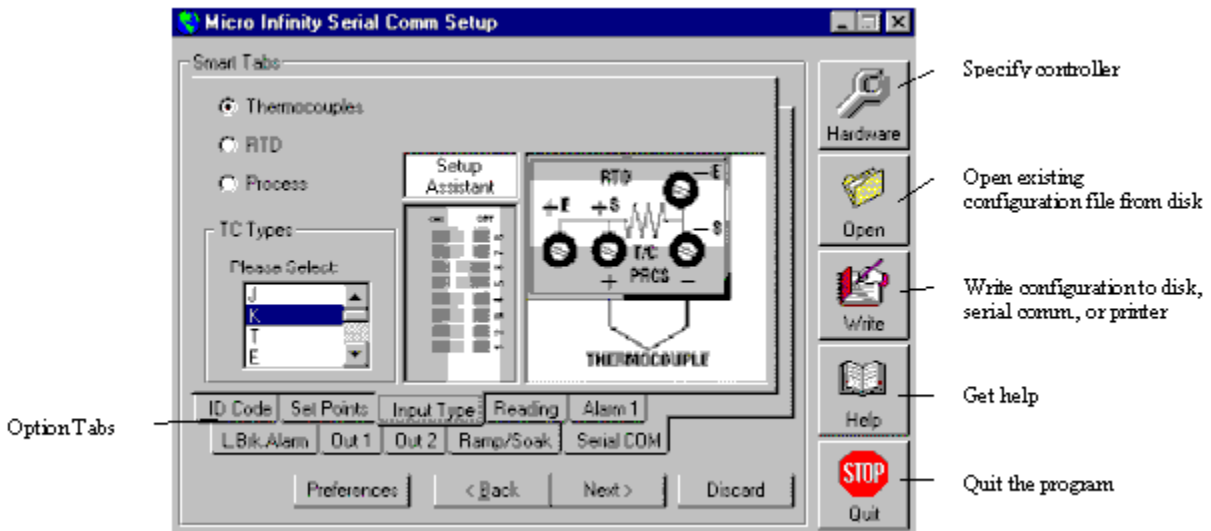 Micro Infinity Serial Comm Setup
Smart Tabs
Thermocouples
RTD
Process
TC Types
Please Select:
J
K
T
E
Setup
Assistant
ON OFF
RTD
-E
+E +S
-S
T/C
PRCS
+ -
THERMOCOUPLE
ID Code Set Points Input Type Reading Alarm 1
L.Brk.Alarm Out 1 Out 2 Ramp/Soak Serial COM
Preferences < Back Next > Discard
Hardware
Open
Write
Help
STOP
Quit
Specify controller
Open existing
configuration file from disk
Write configuration to disk,
serial comm., or printer
Get help
Quit the program
Option Tabs